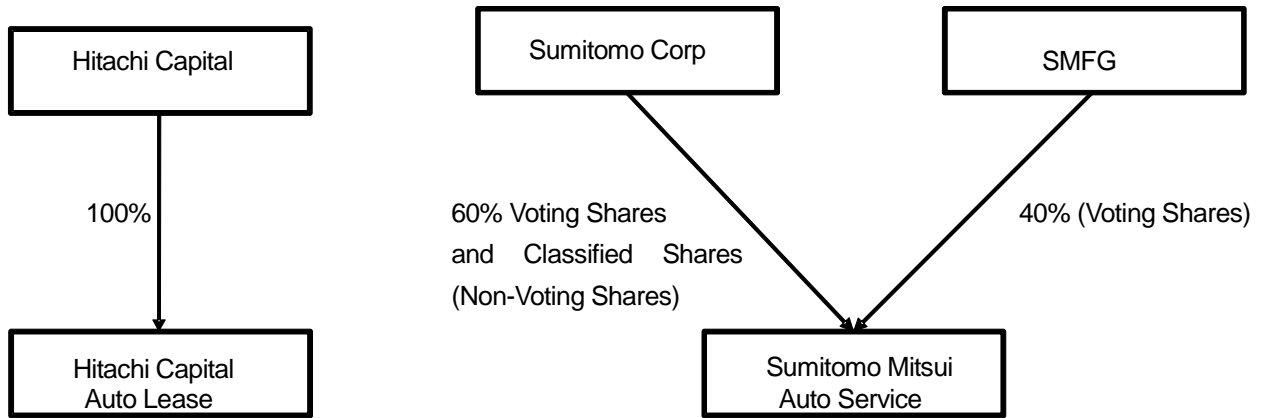 Hitachi Capital
Sumitomo Corp
SMFG
100%
60% Voting Shares
and Classified Shares
(Non-Voting Shares)
40% (Voting Shares)
Hitachi Capital
Auto Lease
Sumitomo Mitsui
Auto Service